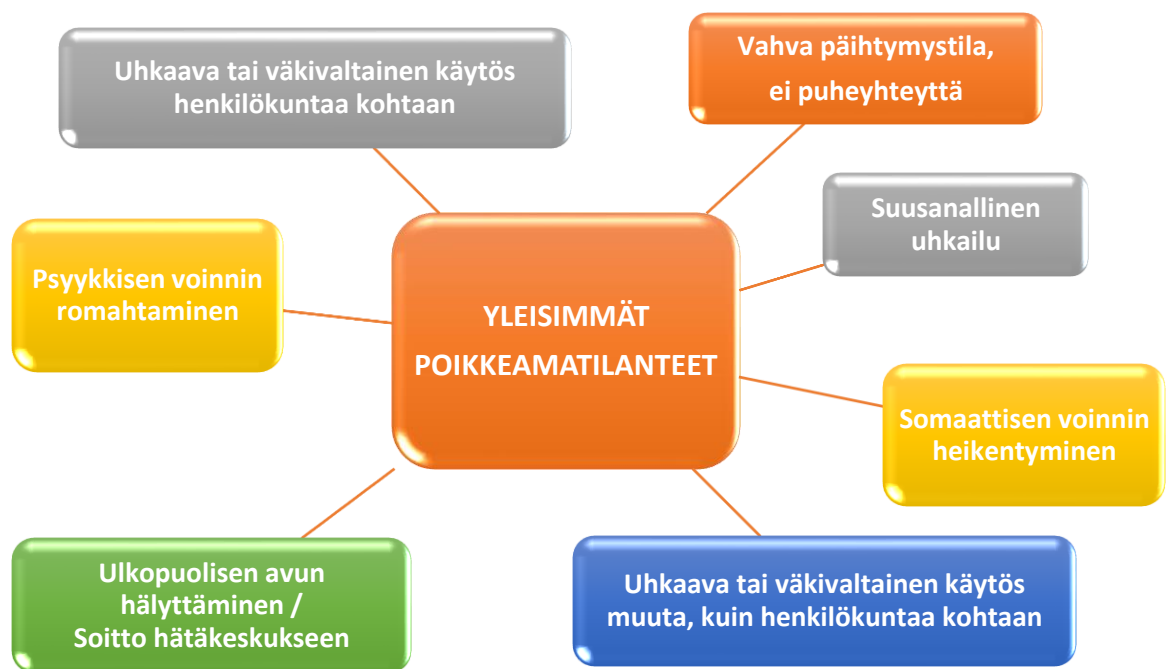 Uhkaava tai väkivaltainen käytös
henkilökuntaa kohtaan
Vahva päihtymystila,
ei puheyhteyttä
Suusanallinen
uhkailu
Psyykkisen voinnin
romahtaminen
YLEISIMMÄT
POIKKEAMATILANTEET
Somaattisen voinnin
heikentyminen
Ulkopuolisen avun
hälyttäminen /
Soitto hätäkeskukseen
Uhkaava tai väkivaltainen käytös
muuta, kuin henkilökuntaa kohtaan